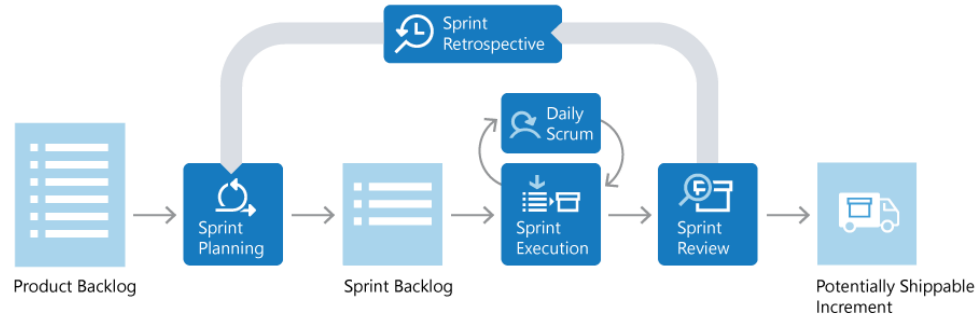 Sprint
Retrospective
Daily
Scrum
Sprint
Planning
Sprint
Execution
Sprint
Review
Product Backlog
Sprint Backlog
Potentially Shippable
Increment